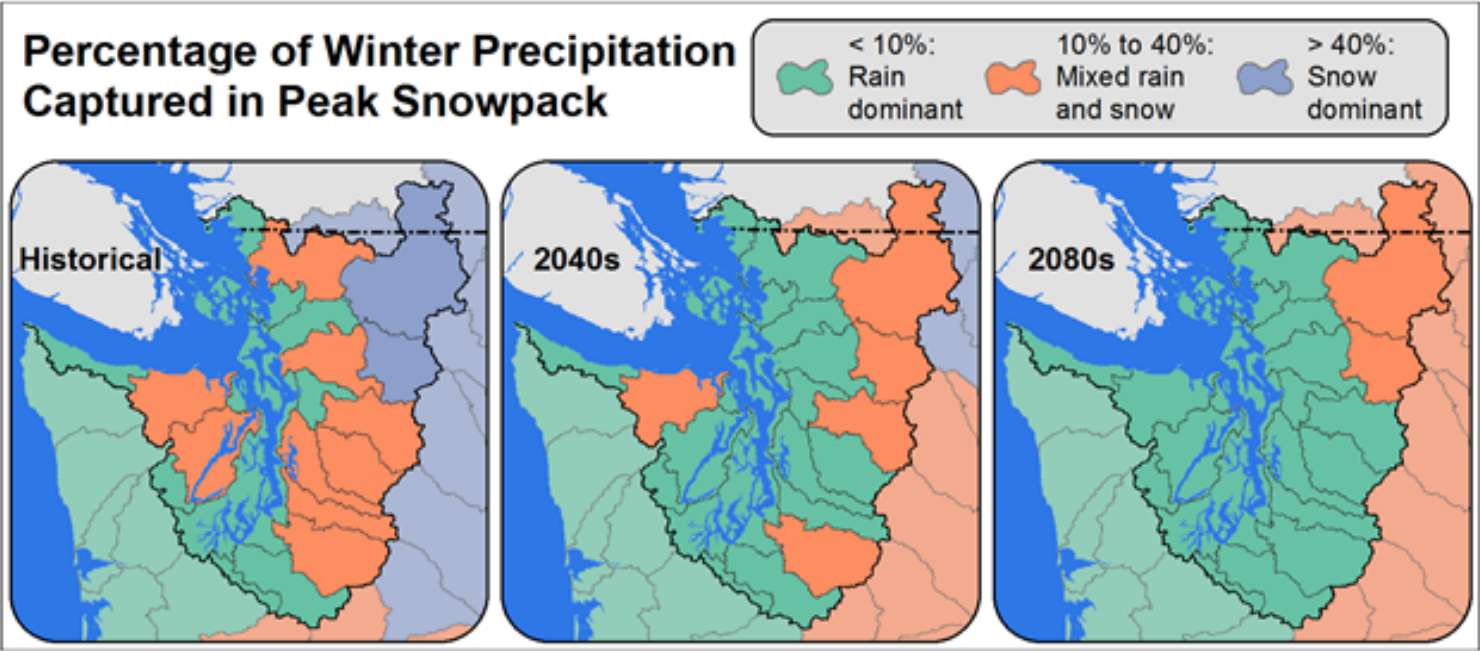 Percentage of Winter Precipitation
Captured in Peak Snowpack
< 10%:
Rain
dominant
10% to 40%:
Mixed rain
and snow
> 40%:
Snow
dominant
Historical
2040s
2080s